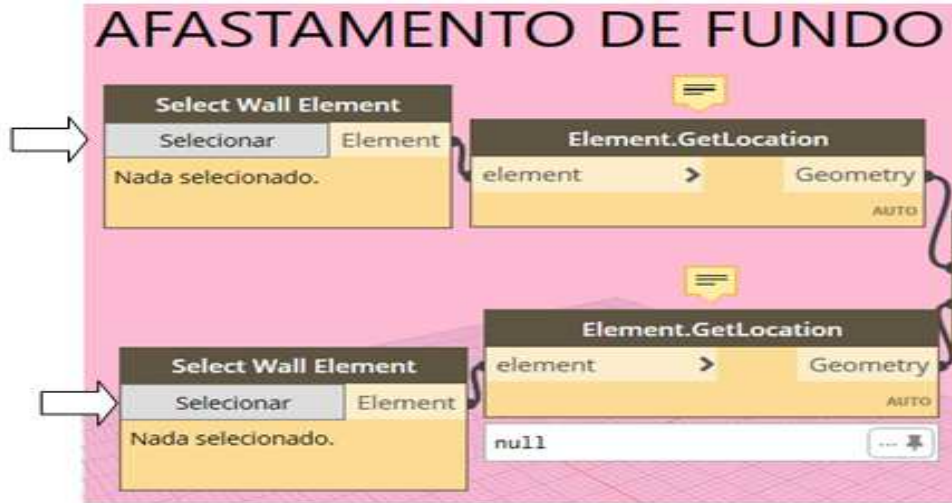 AFASTAMENTO DE FUNDO
Select Wall Element
Selecionar Element
Nada selecionado.
Element.GetLocation
element > Geometry
AUTO
Element.GetLocation
element > Geometry
AUTO
null ...
Select Wall Element
Selecionar Element
Nada selecionado.